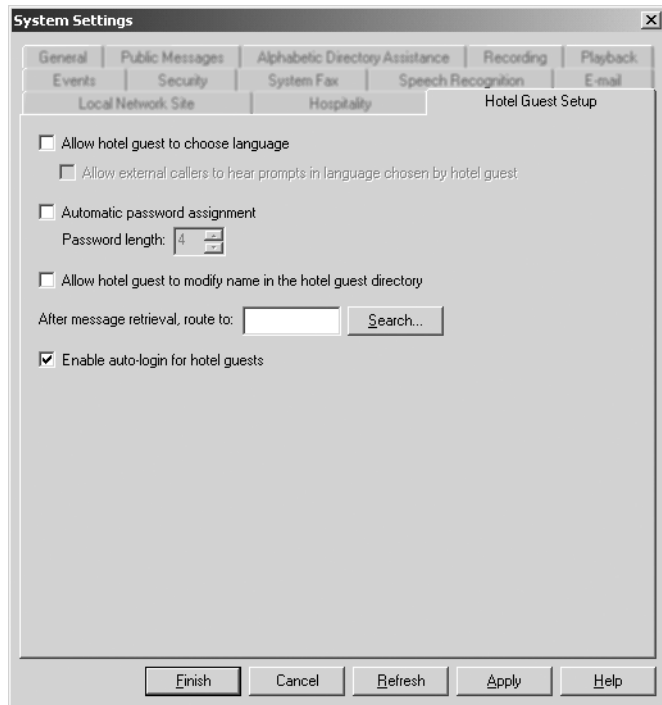 System Settings
General Public Messages Alphabetic Directory Assistance Recording Playback
Events Security System Fax Speech Recognition E-mail
Local Network Site Hospitality Hotel Guest Setup
Allow hotel guest to choose language
Allow external callers to hear prompts in language chosen by hotel guest
Automatic password assignment
Password length: 4
Allow hotel guest to modify name in the hotel guest directory
After message retrieval, route to: Search...
Enable auto-login for hotel guests
Finish Cancel Refresh Apply Help